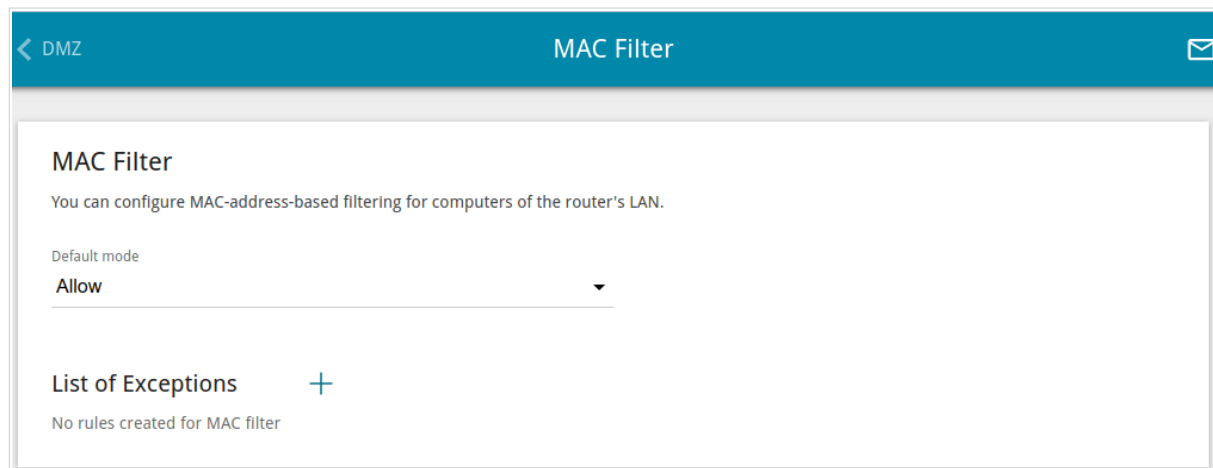 DMZ
MAC Filter
MAC Filter
You can configure MAC-address-based filtering for computers of the router's LAN.
Default mode
Allow
List of Exceptions
No rules created for MAC filter